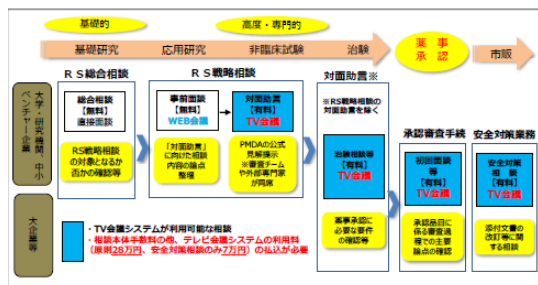 基礎的
高度・専門的
基礎研究
応用研究
非臨床試験
治験
薬事
承認
市販
大学・研究機関、中小
ベンチャー企業
大企業等
RS総合相談
総合相談
【無料】
直接面談
RS戦略相談
の対象となるか
否かの確認等
RS戦略相談
事前面談
【無料】
WEB会議
対面助言
【有料】
TV会議
「対面助言」
に向けた相談
内容の論点
整理
PMDAの公式
見解提示
※審査チーム
や外部専門家
が同席
対面助言※
※RS戦略相談の
対面助言を除く
治験相談等
【有料】
TV会議
薬事承認に
必要な要件
の確認等
承認審査手続
初回面談
等
【有料】
TV会議
承認品目に
係る審査過
程での主要
論点の確認
安全対策業務
安全対策
相談
【有料】
TV会議
添付文書の
改訂等に関
する相談
・TV会議システムが利用可能な相談
・相談本体手数料の他、テレビ会議システムの利用料
（原則28万円、安全対策相談のみ7万円）の払込が必要